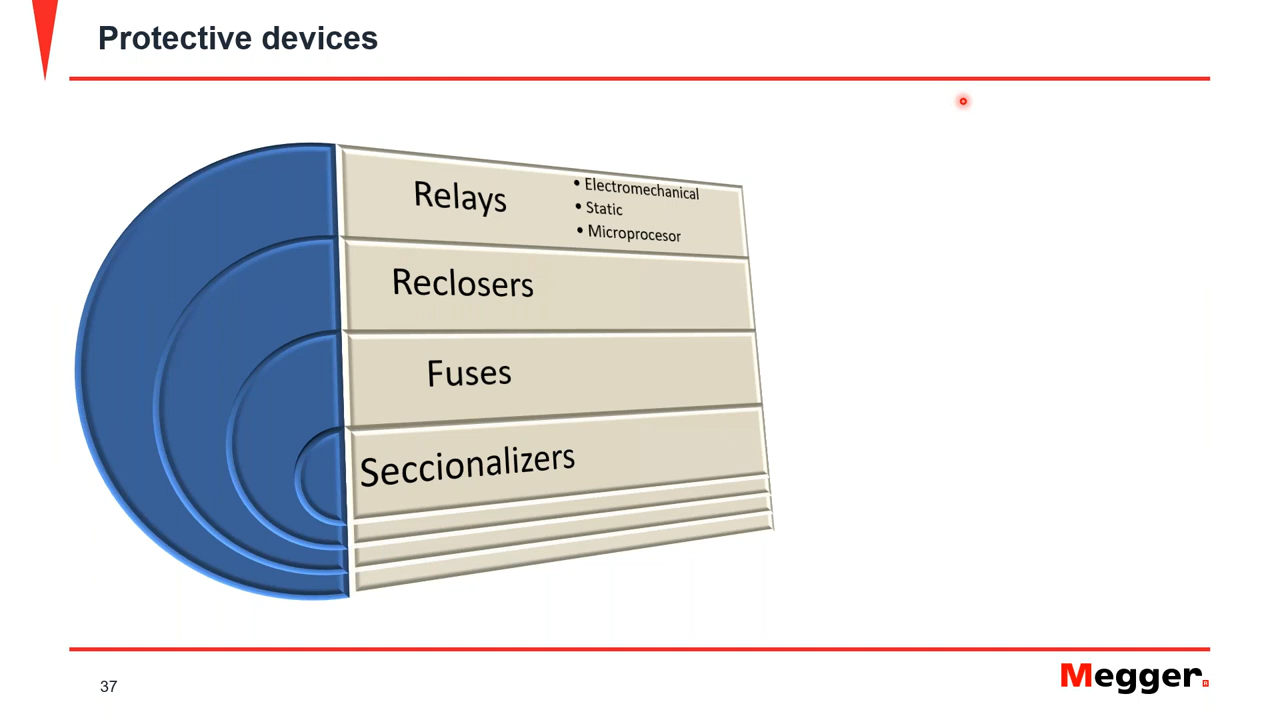 Protective devices
Relays
• Electromechanical
• Static
• Microprocesor
Reclosers
Fuses
Seccionalizers
37
Megger